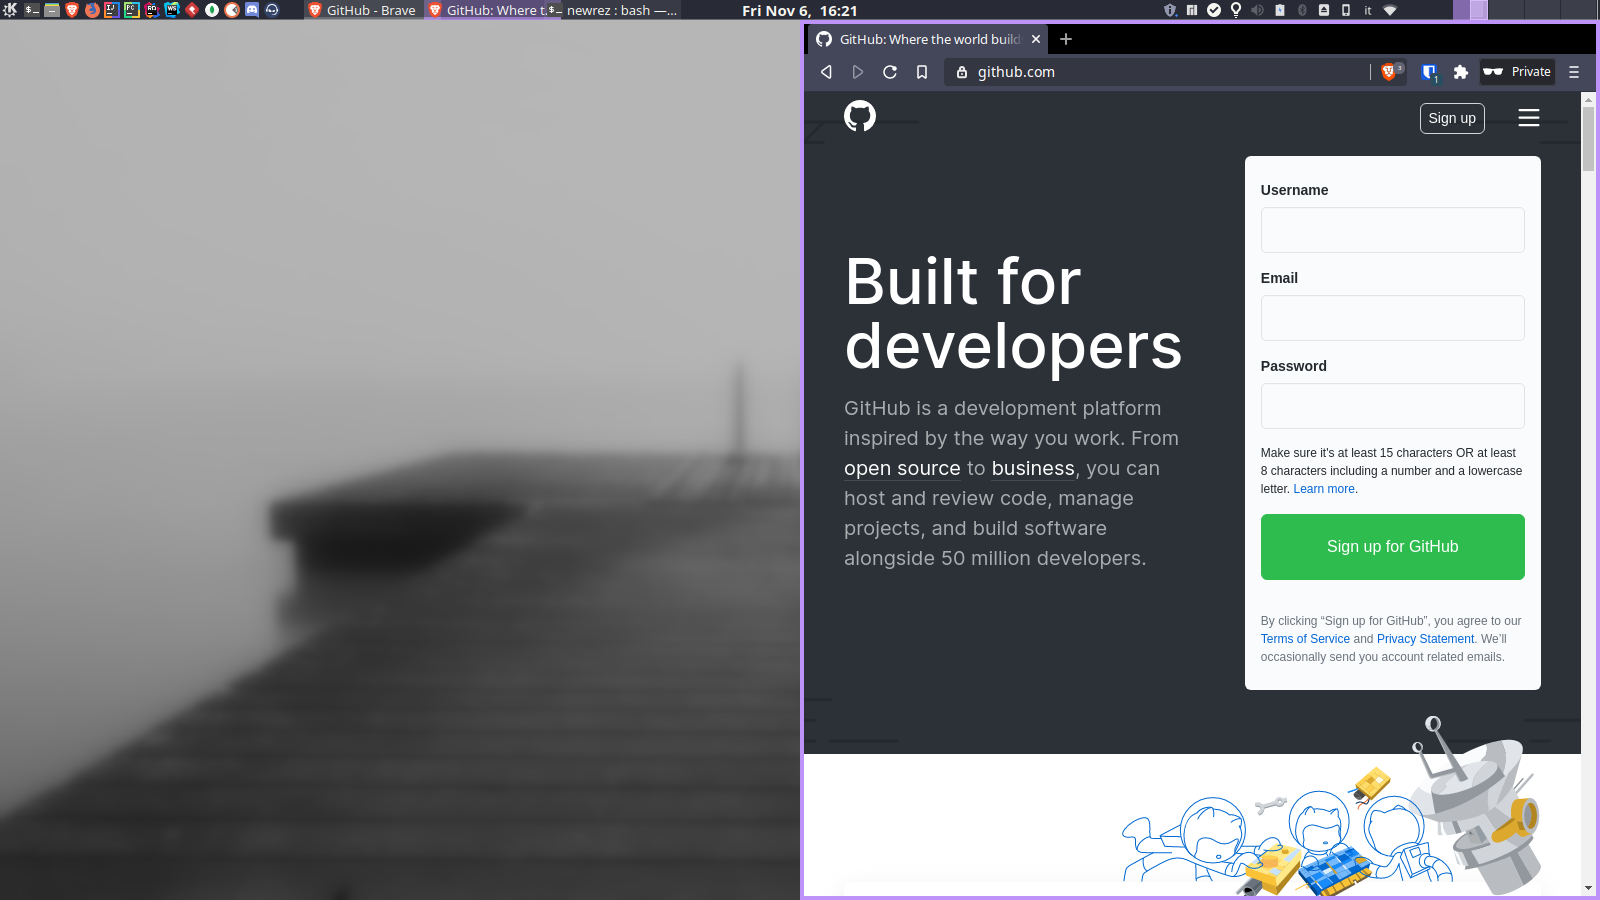 GitHub - Brave
GitHub: Where t...
newrez : bash —...
Fri Nov 6, 16:21
it
GitHub: Where the world build
github.com
3
1
Private
Sign up
Username
Email
Password
Make sure it's at least 15 characters OR at least
8 characters including a number and a lowercase
letter. Learn more.
Sign up for GitHub
By clicking “Sign up for GitHub”, you agree to our
Terms of Service and Privacy Statement. We’ll
occasionally send you account related emails.
Built for
developers
GitHub is a development platform
inspired by the way you work. From
open source to business, you can
host and review code, manage
projects, and build software
alongside 50 million developers.